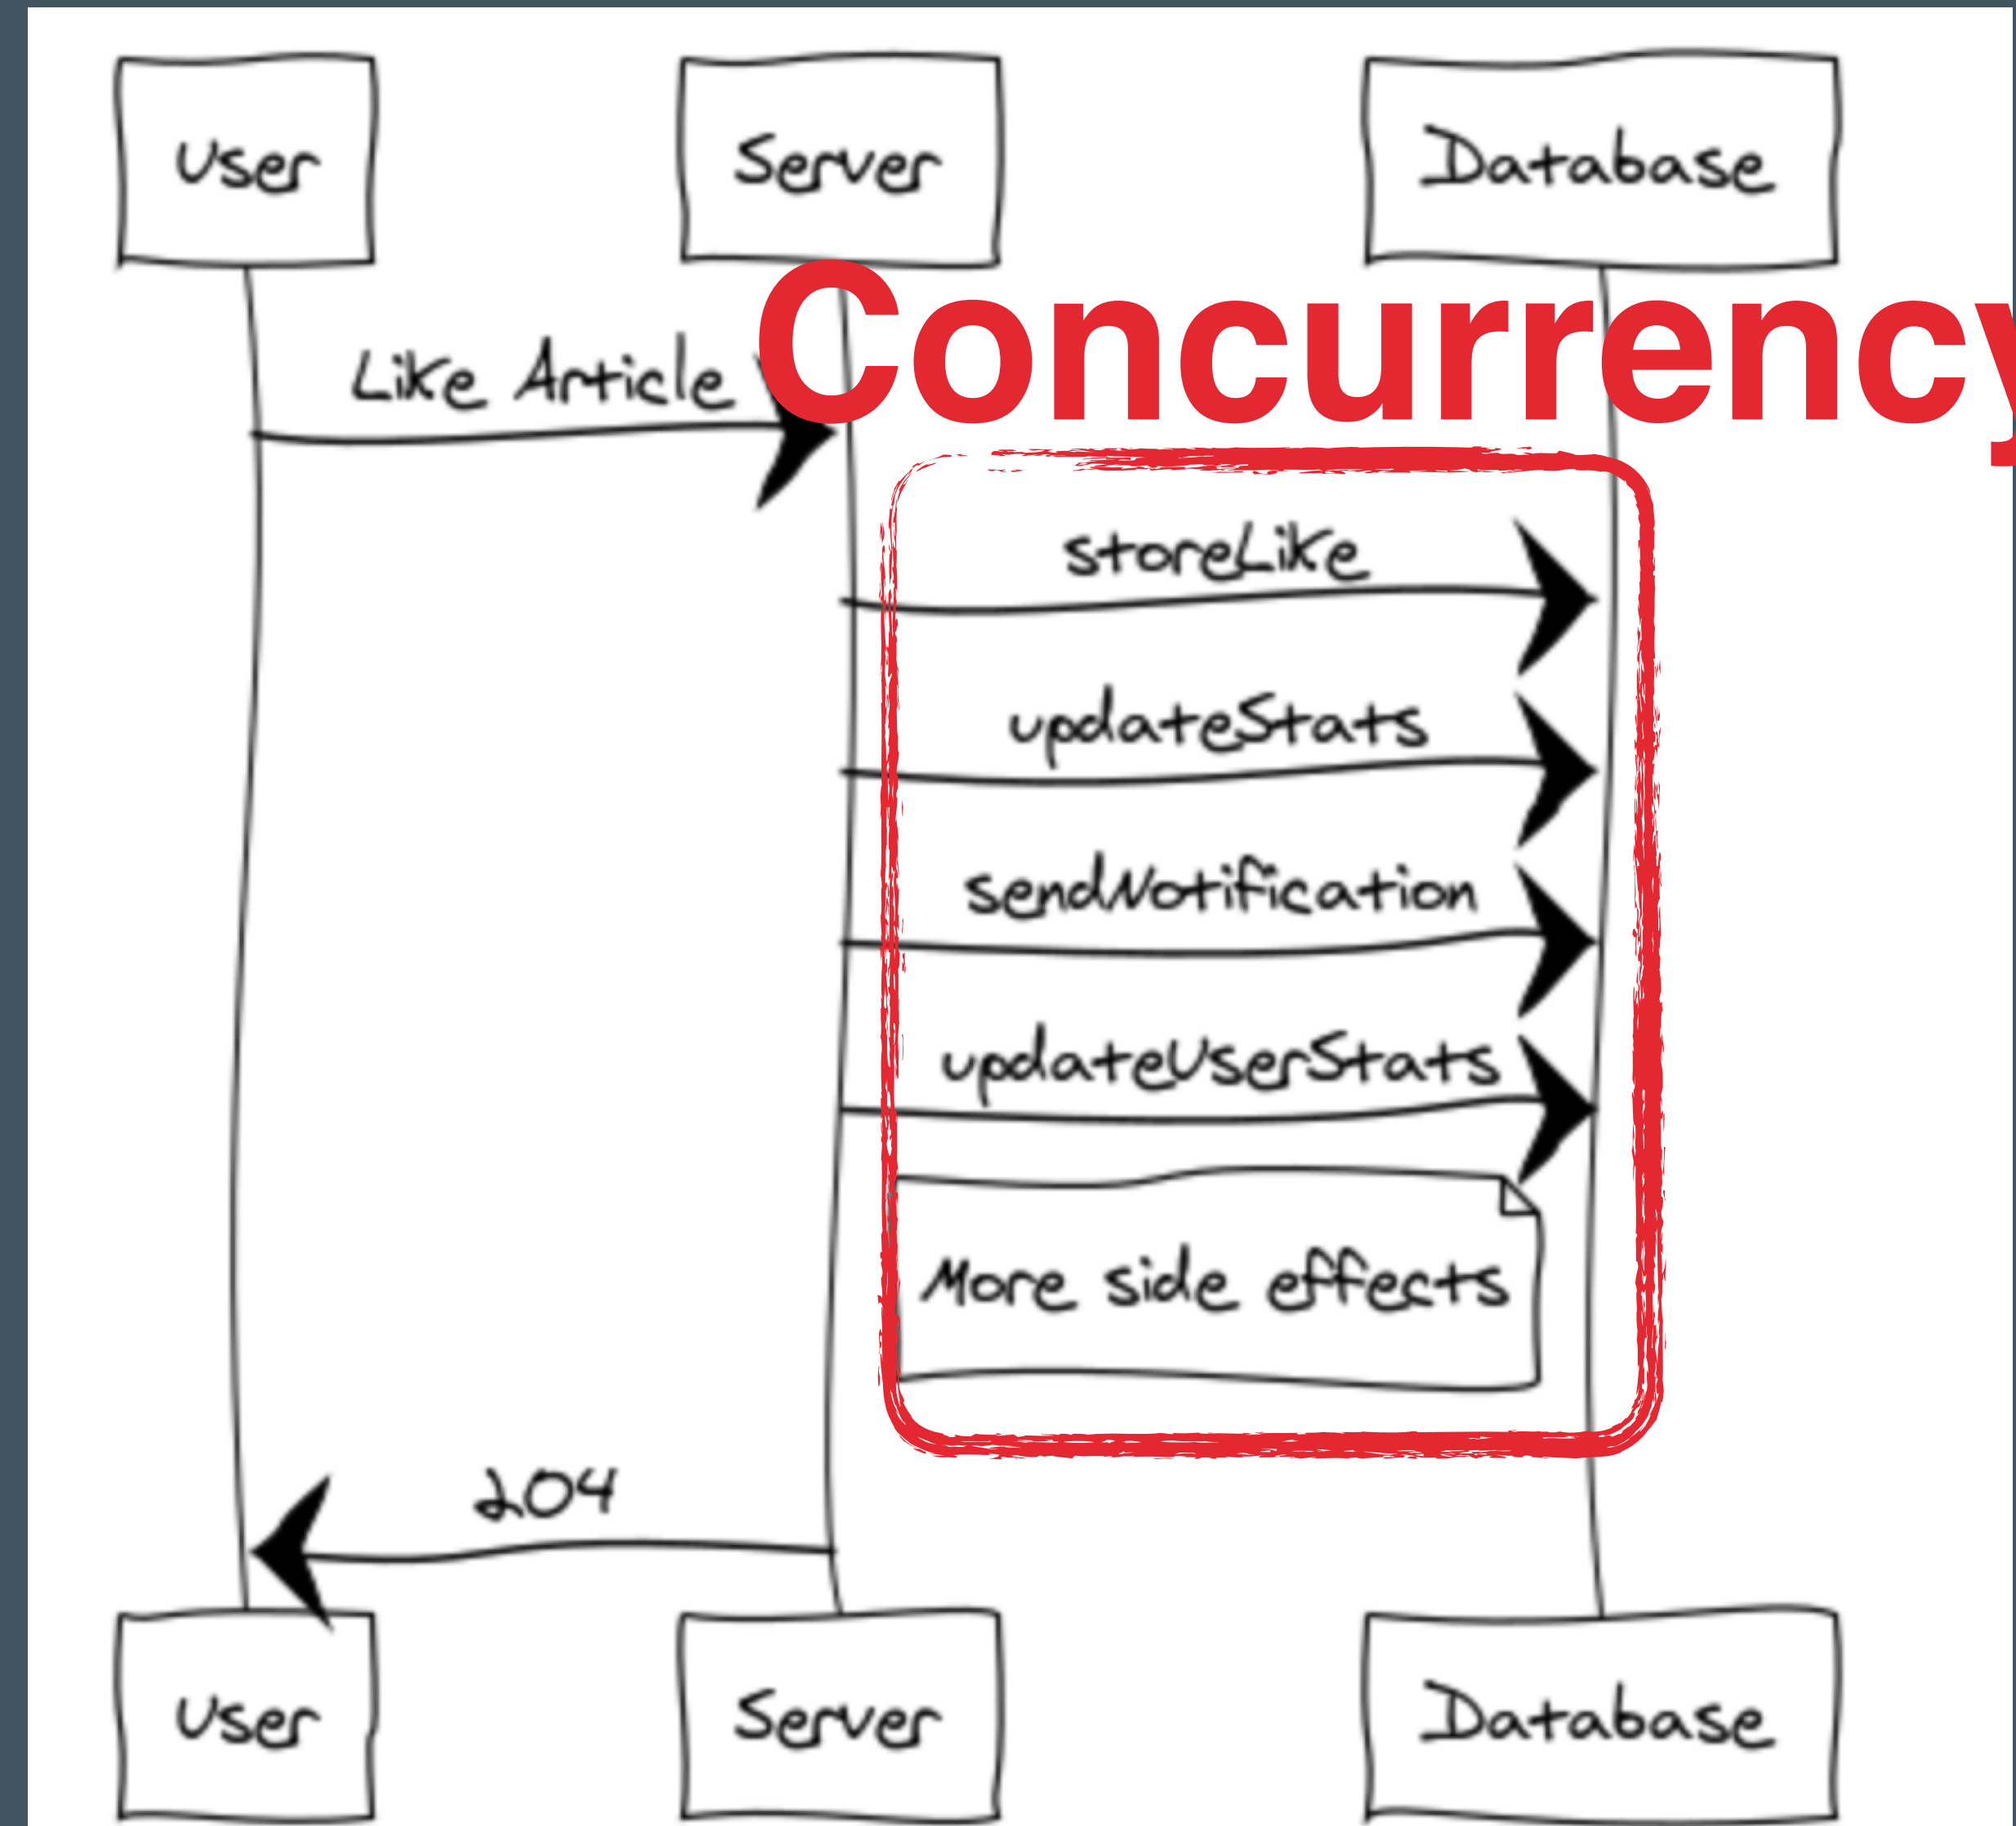 User
Server
Database
Concurrency
Like Article
storeLike
updateStats
sendNotification
updateUserStats
More side effects
204
User
Server
Database